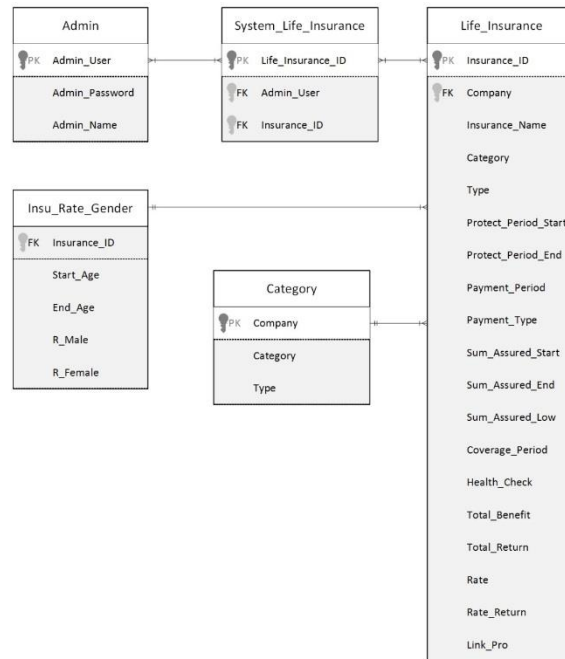 Admin
PK Admin_User
Admin_Password
Admin_Name
System_Life_Insurance
PK Life_Insurance_ID
FK Admin_User
FK Insurance_ID
Life_Insurance
PK Insurance_ID
FK Company
Insurance_Name
Category
Type
Protect_Period_Start
Protect_Period_End
Payment_Period
Payment_Type
Sum_Assured_Start
Sum_Assured_End
Sum_Assured_Low
Coverage_Period
Health_Check
Total_Benefit
Total_Return
Rate
Rate_Return
Link_Pro
Insu_Rate_Gender
FK Insurance_ID
Start_Age
End_Age
R_Male
R_Female
Category
PK Company
Category
Type